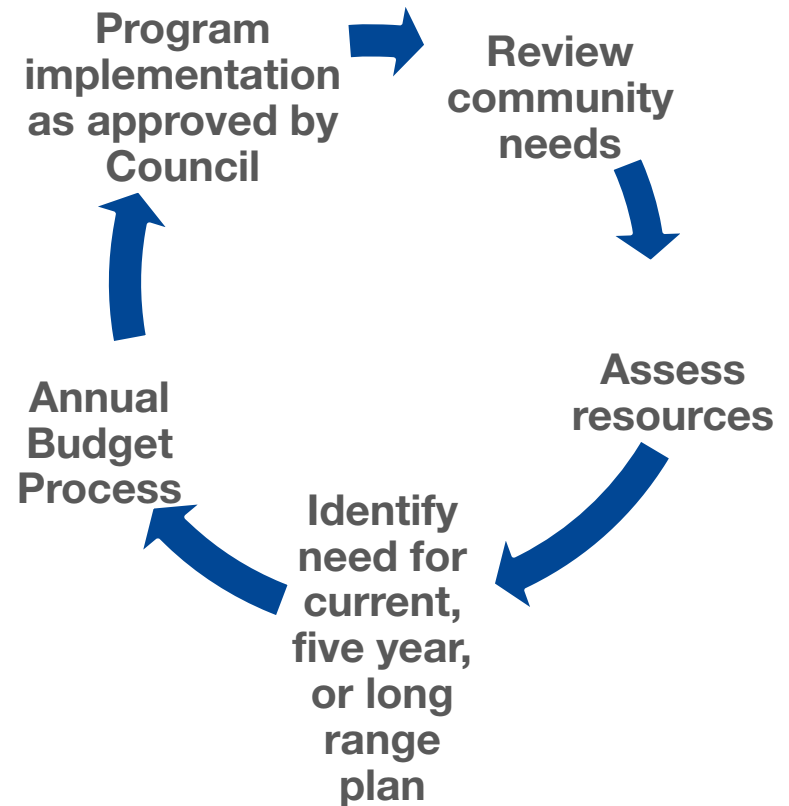 Program
implementation
as approved by
Council
Review
community
needs
Assess
resources
Identify
need for
current,
five year,
or long
range
plan
Annual
Budget
Process